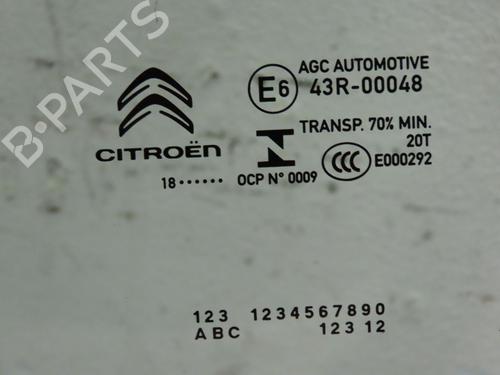 B-PARTS
AGC AUTOMOTIVE
E6 43R-00048
CITROËN
TRANSP. 70% MIN.
20T
CCC E000292
18 ······ OCP N° 0009
123 1234567890
ABC 123 12